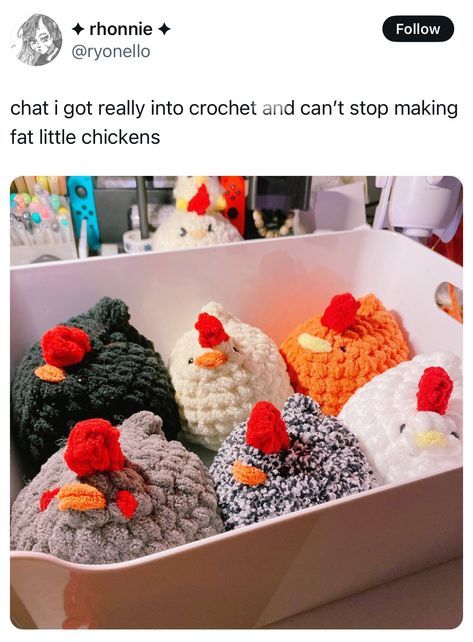 ✦ rhonnie ✦
@ryonello
Follow
chat i got really into crochet and can’t stop making
fat little chickens